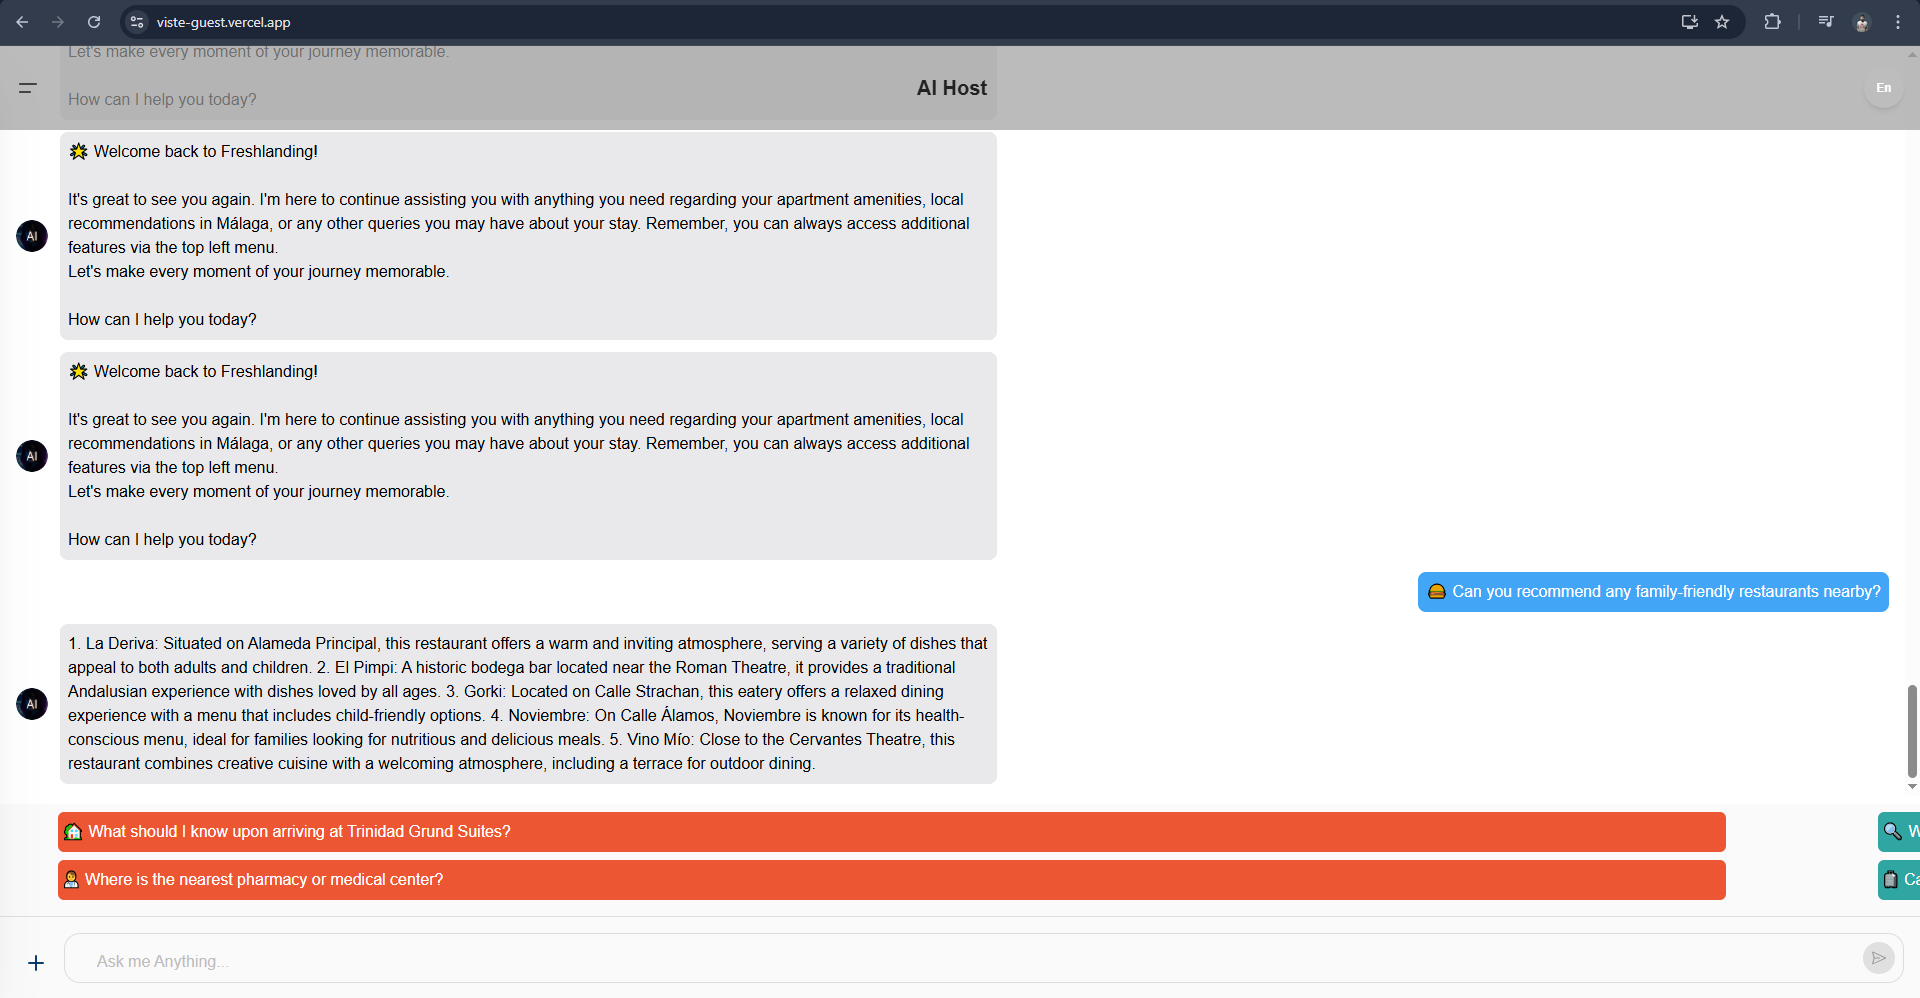 viste-guest.vercel.app
Let's make every moment of your journey memorable.
How can I help you today?
AI Host
En
Welcome back to Freshlanding!
It's great to see you again. I'm here to continue assisting you with anything you need regarding your apartment amenities, local
recommendations in Málaga, or any other queries you may have about your stay. Remember, you can always access additional
features via the top left menu.
Let's make every moment of your journey memorable.
How can I help you today?
AI
Welcome back to Freshlanding!
It's great to see you again. I'm here to continue assisting you with anything you need regarding your apartment amenities, local
recommendations in Málaga, or any other queries you may have about your stay. Remember, you can always access additional
features via the top left menu.
Let's make every moment of your journey memorable.
How can I help you today?
AI
Can you recommend any family-friendly restaurants nearby?
1. La Deriva: Situated on Alameda Principal, this restaurant offers a warm and inviting atmosphere, serving a variety of dishes that
appeal to both adults and children. 2. El Pimpi: A historic bodega bar located near the Roman Theatre, it provides a traditional
Andalusian experience with dishes loved by all ages. 3. Gorki: Located on Calle Strachan, this eatery offers a relaxed dining
experience with a menu that includes child-friendly options. 4. Noviembre: On Calle Álamos, Noviembre is known for its health-
conscious menu, ideal for families looking for nutritious and delicious meals. 5. Vino Mío: Close to the Cervantes Theatre, this
restaurant combines creative cuisine with a welcoming atmosphere, including a terrace for outdoor dining.
AI
What should I know upon arriving at Trinidad Grund Suites?
Where is the nearest pharmacy or medical center?
Ask me Anything...